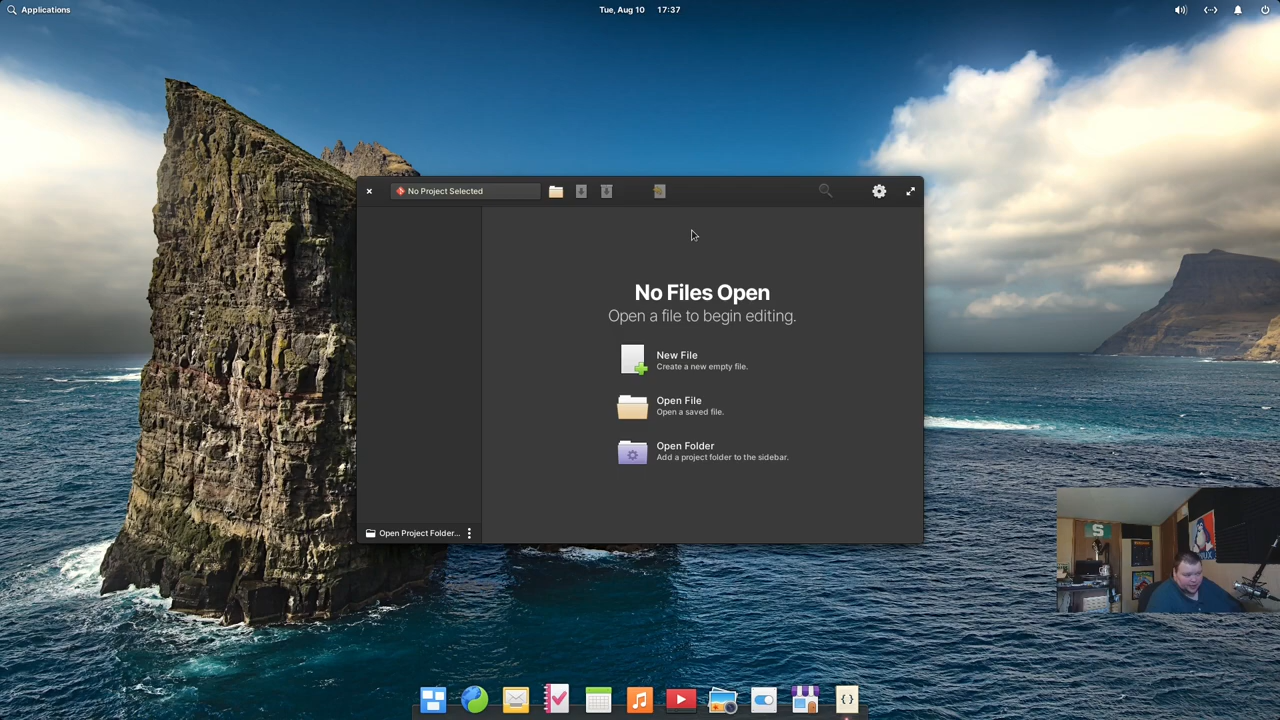 Applications
Tue, Aug 10 17:37
No Project Selected
No Files Open
Open a file to begin editing.
New File
Create a new empty file.
Open File
Open a saved file.
Open Folder
Add a project folder to the sidebar.
Open Project Folder...
S
{ }